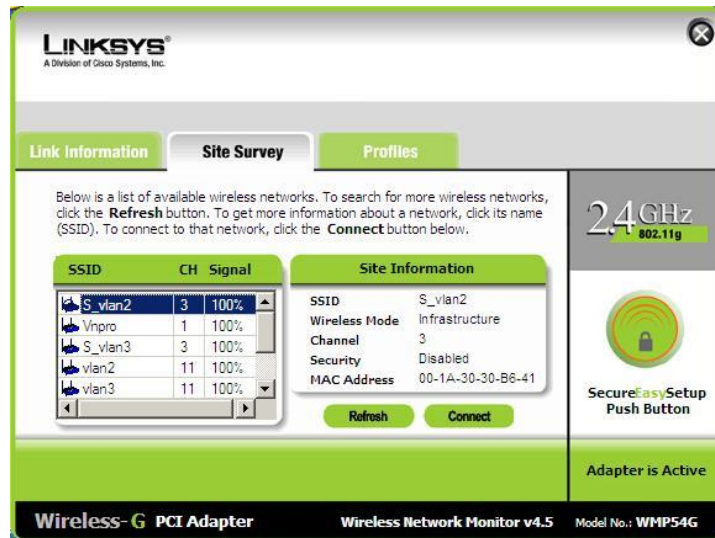 LINKSYS®
A Division of Cisco Systems, Inc.
Link Information
Site Survey
Profiles
Below is a list of available wireless networks. To search for more wireless networks,
click the Refresh button. To get more information about a network, click its name
(SSID). To connect to that network, click the Connect button below.
2.4GHz
802.11g
SSID CH Signal
S_vlan2 3 100%
Vnpro 1 100%
S_vlan3 3 100%
vlan2 11 100%
vlan3 11 100%
Site Information
SSID S_vlan2
Wireless Mode Infrastructure
Channel 3
Security Disabled
MAC Address 00-1A-30-30-B6-41
Refresh
Connect
SecureEasySetup
Push Button
Adapter is Active
Wireless-G PCI Adapter
Wireless Network Monitor v4.5
Model No.: WMP54G